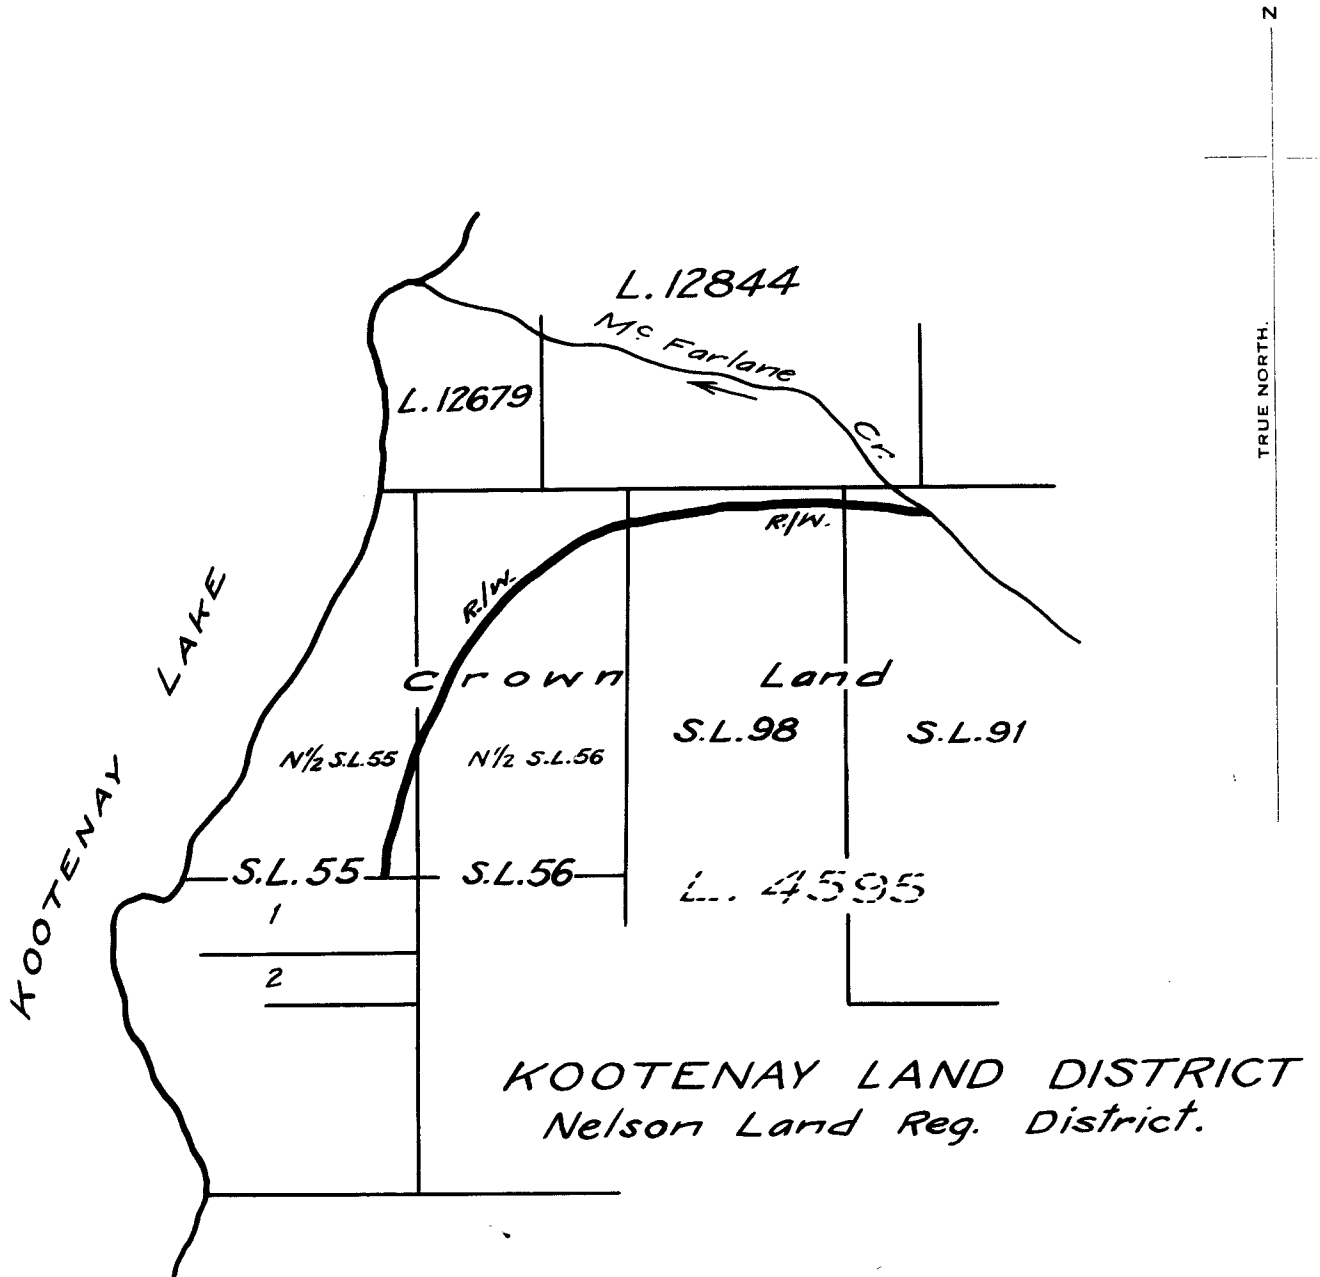 N
TRUE NORTH.
L. 12844
Mc Farlane Cr.
L. 12679
R./W.
R./W.
KOOTENAY LAKE
Crown Land
S.L. 98
S.L. 91
N½ S.L. 55
N½ S.L. 56
S.L. 55
S.L. 56
L. 4595
1
2
KOOTENAY LAND DISTRICT
Nelson Land Reg. District.